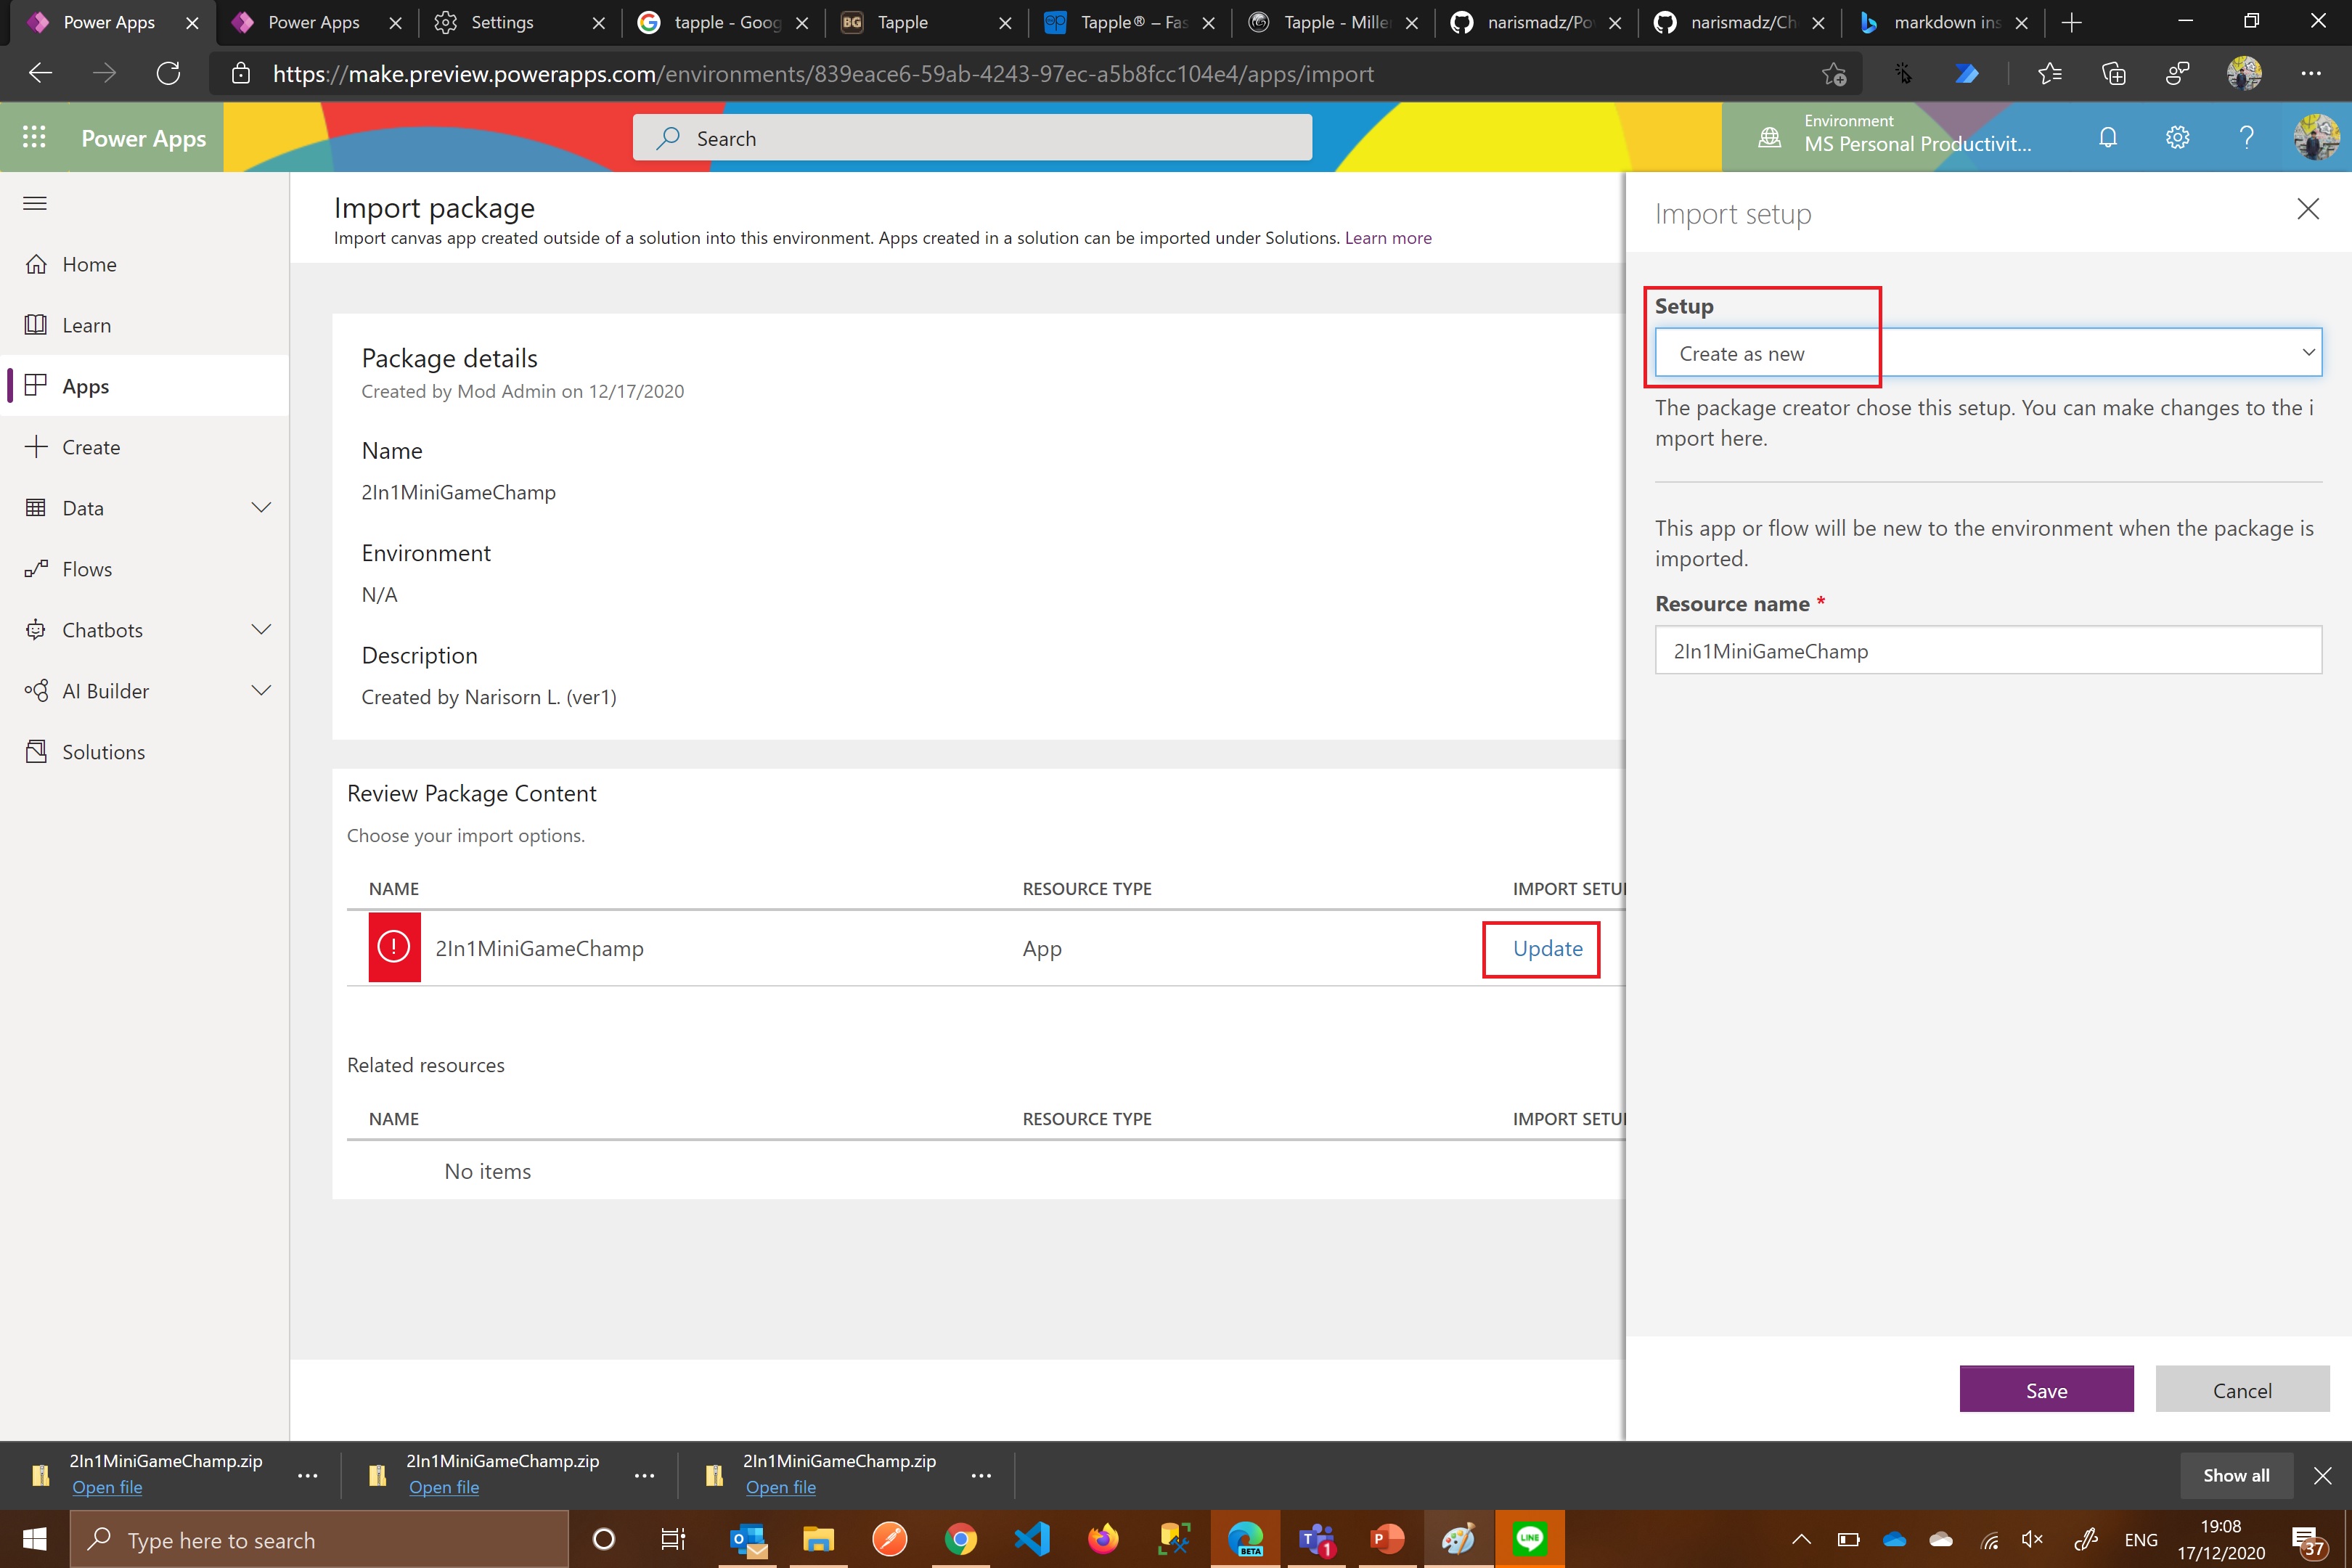 Power Apps
Power Apps
Settings
tapple - Goog
BG
Tapple
Tapple® – Fas
Tapple - Mille
narismadz/Po
narismadz/Ch
markdown ins
https://make.preview.powerapps.com/environments/839eace6-59ab-4243-97ec-a5b8fcc104e4/apps/import
Power Apps
Search
Environment
MS Personal Productivit...
Home
Learn
Apps
Create
Data
Flows
Chatbots
AI Builder
Solutions
Import package
Import canvas app created outside of a solution into this environment. Apps created in a solution can be imported under Solutions. Learn more
Package details
Created by Mod Admin on 12/17/2020
Name
2In1MiniGameChamp
Environment
N/A
Description
Created by Narisorn L. (ver1)
Review Package Content
Choose your import options.
NAME RESOURCE TYPE IMPORT SETU
2In1MiniGameChamp App Update
Related resources
NAME RESOURCE TYPE IMPORT SETU
No items
Import setup
Setup
Create as new
The package creator chose this setup. You can make changes to the i
mport here.
This app or flow will be new to the environment when the package is
imported.
Resource name *
2In1MiniGameChamp
Save Cancel
2In1MiniGameChamp.zip
Open file
2In1MiniGameChamp.zip
Open file
2In1MiniGameChamp.zip
Open file
Show all
Type here to search
BETA
1
LINE
ENG
19:08
17/12/2020
37